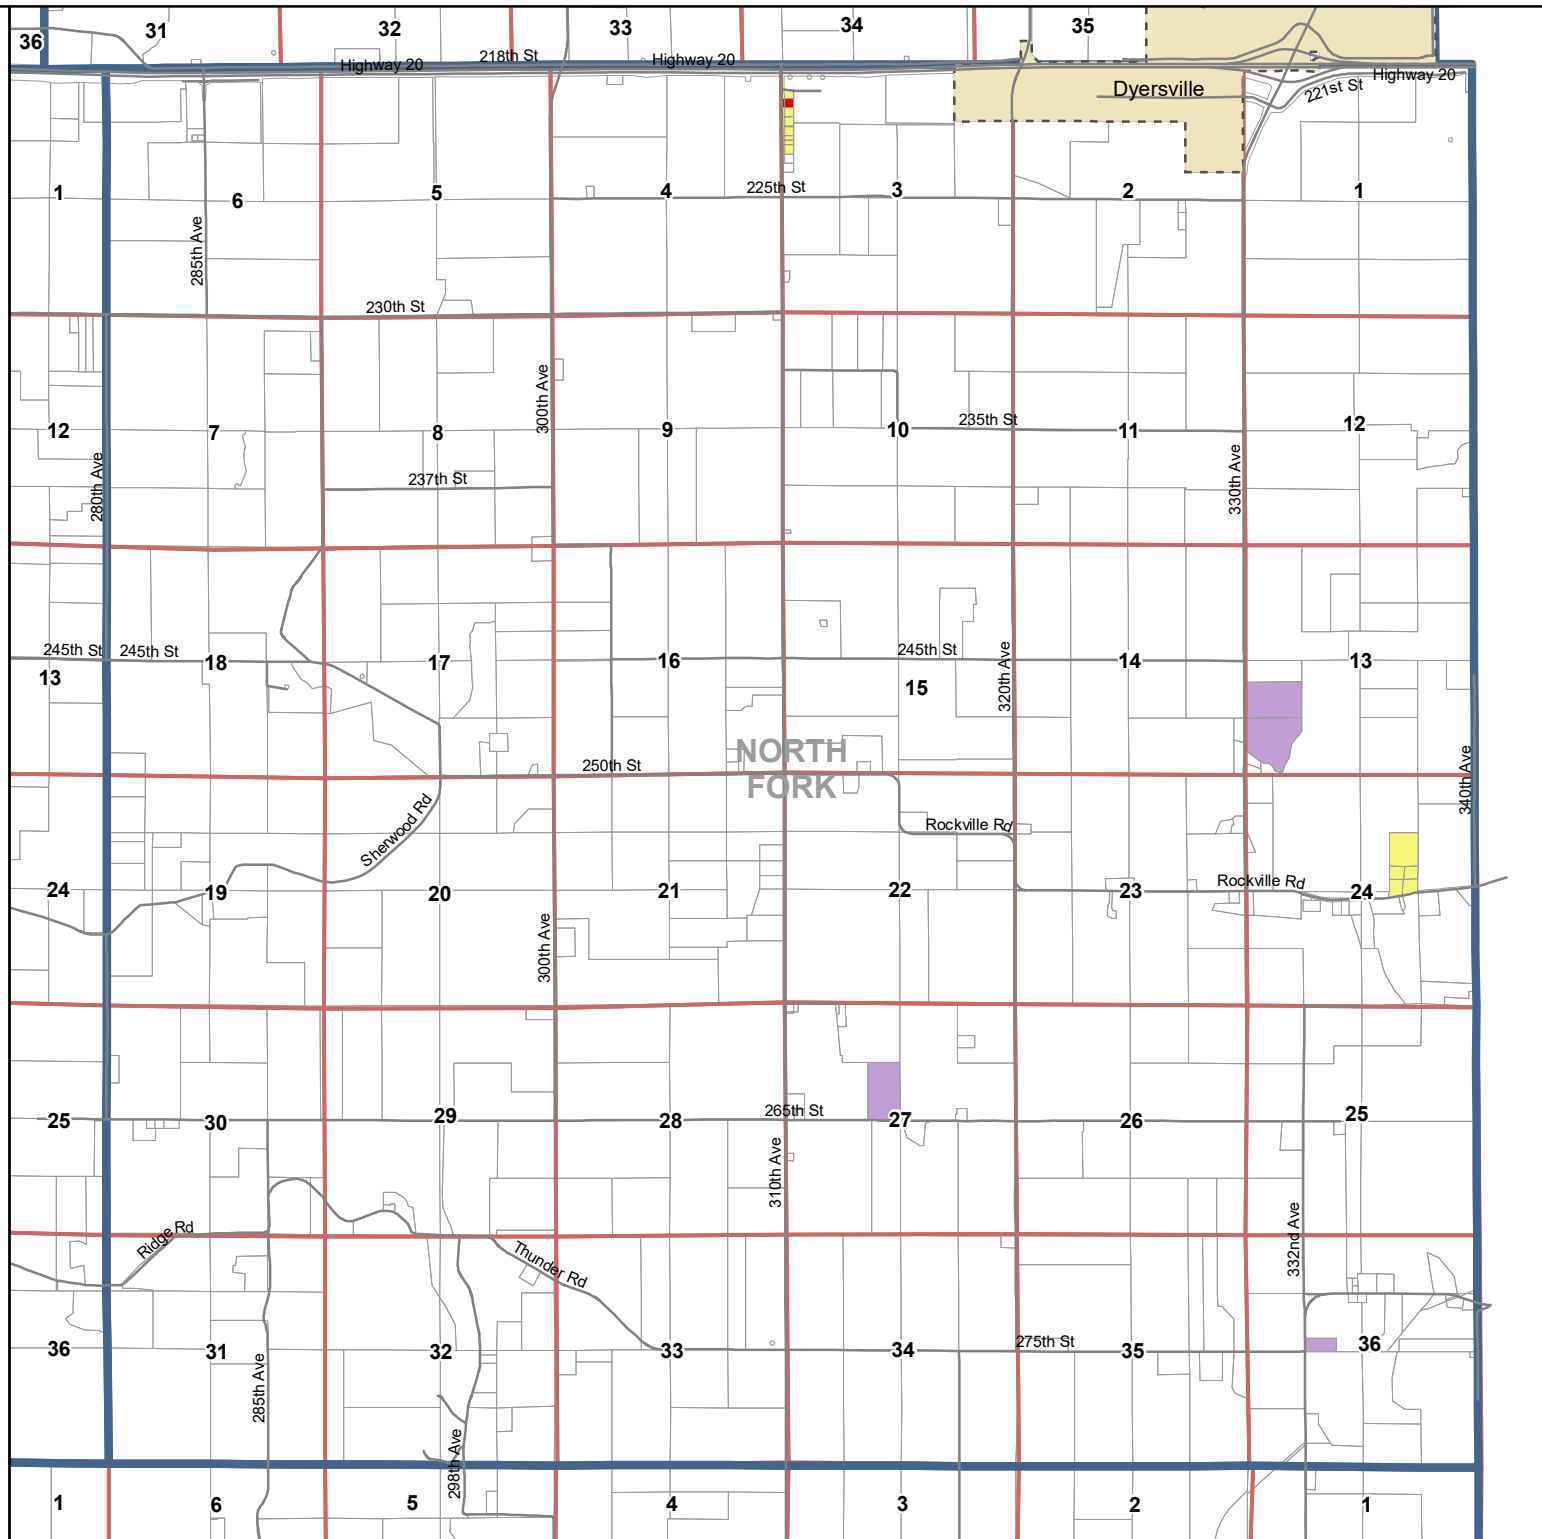 36
31
32
33
34
35
Highway 20
218th St
Highway 20
Highway 20
Dyersville
221st St
1
6
5
4
225th St
3
2
1
285th Ave
230th St
300th Ave
12
7
8
9
10
235th St
11
12
280th Ave
237th St
330th Ave
245th St
245th St
18
17
16
245th St
14
13
13
15
320th Ave
NORTH
FORK
250th St
340th Ave
Sherwood Rd
Rockville Rd
24
19
20
21
22
23
Rockville Rd
24
300th Ave
25
30
29
28
265th St
27
26
25
310th Ave
Ridge Rd
Thunder Rd
332nd Ave
36
31
32
33
34
275th St
35
36
285th Ave
298th Ave
1
6
5
4
3
2
1